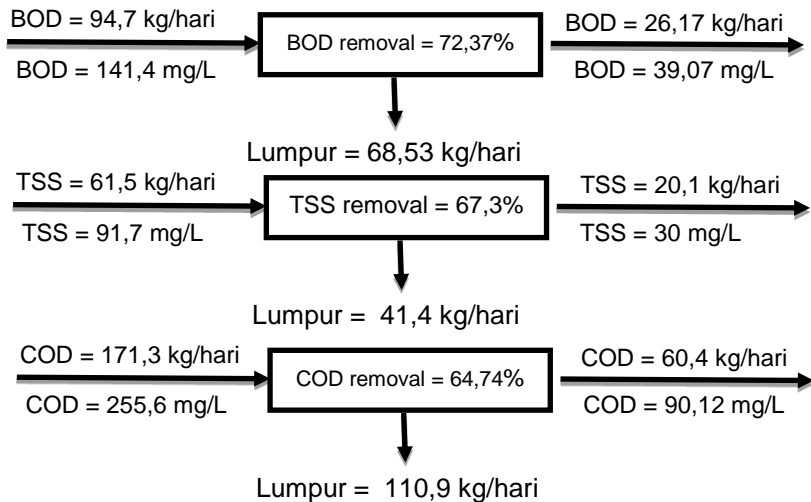 BOD = 94,7 kg/hari
BOD = 141,4 mg/L
BOD removal = 72,37%
BOD = 26,17 kg/hari
BOD = 39,07 mg/L
Lumpur = 68,53 kg/hari
TSS = 61,5 kg/hari
TSS = 91,7 mg/L
TSS removal = 67,3%
TSS = 20,1 kg/hari
TSS = 30 mg/L
Lumpur = 41,4 kg/hari
COD = 171,3 kg/hari
COD = 255,6 mg/L
COD removal = 64,74%
COD = 60,4 kg/hari
COD = 90,12 mg/L
Lumpur = 110,9 kg/hari